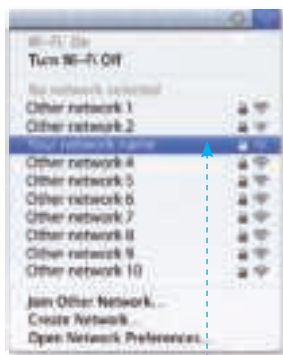 Wi-Fi: On
Turn Wi-Fi Off
No network selected
Other network 1
Other network 2
Your network name
Other network 4
Other network 5
Other network 6
Other network 7
Other network 8
Other network 9
Other network 10
Join Other Network...
Create Network...
Open Network Preferences...